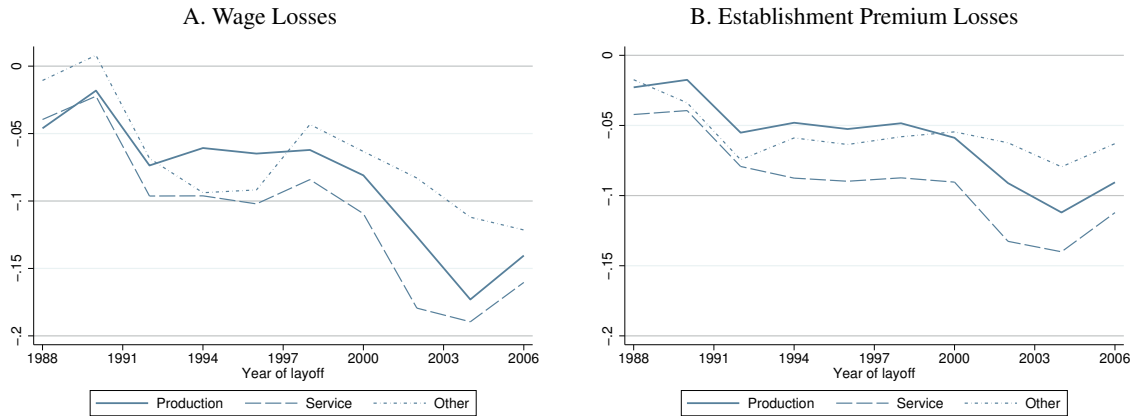 A. Wage Losses
0
-.05
-.1
-.15
-.2
1988 1991 1994 1997 2000 2003 2006
Year of layoff
Production Service Other
B. Establishment Premium Losses
0
-.05
-.1
-.15
-.2
1988 1991 1994 1997 2000 2003 2006
Year of layoff
Production Service Other